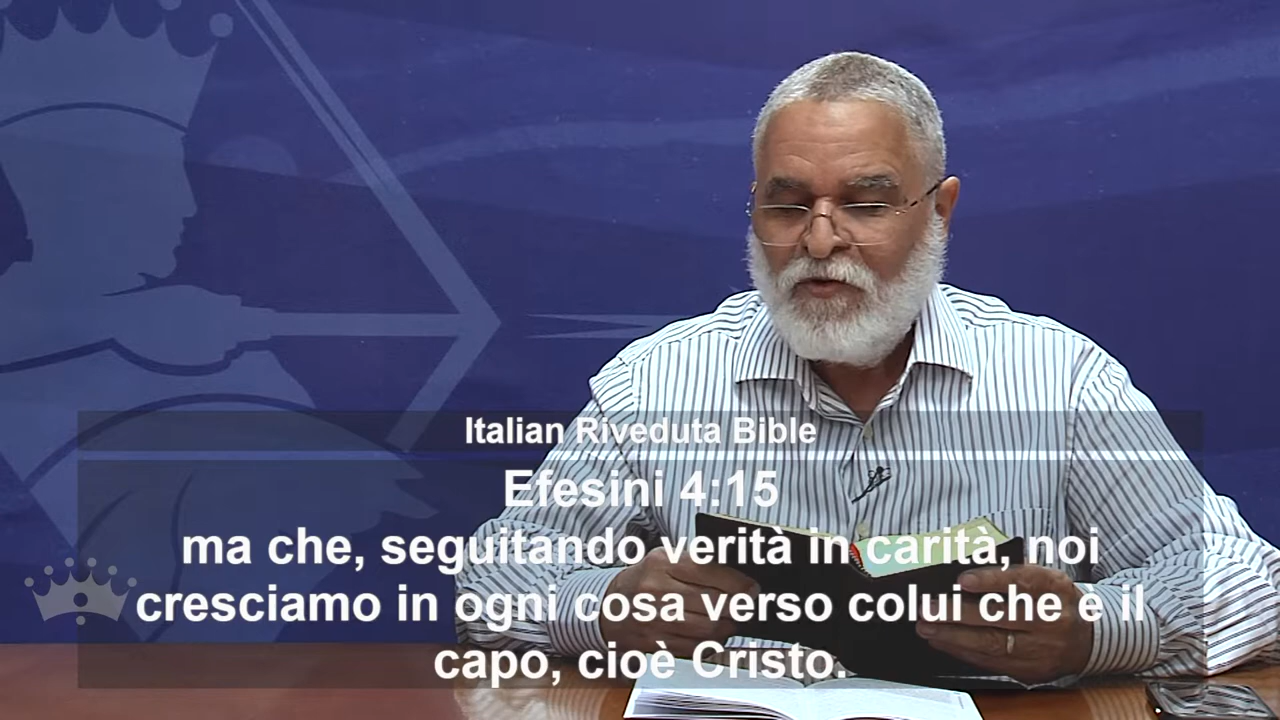 Italian Riveduta Bible
Efesini 4:15
ma che, seguitando verità in carità, noi
cresciamo in ogni cosa verso colui che è il
capo, cioè Cristo.